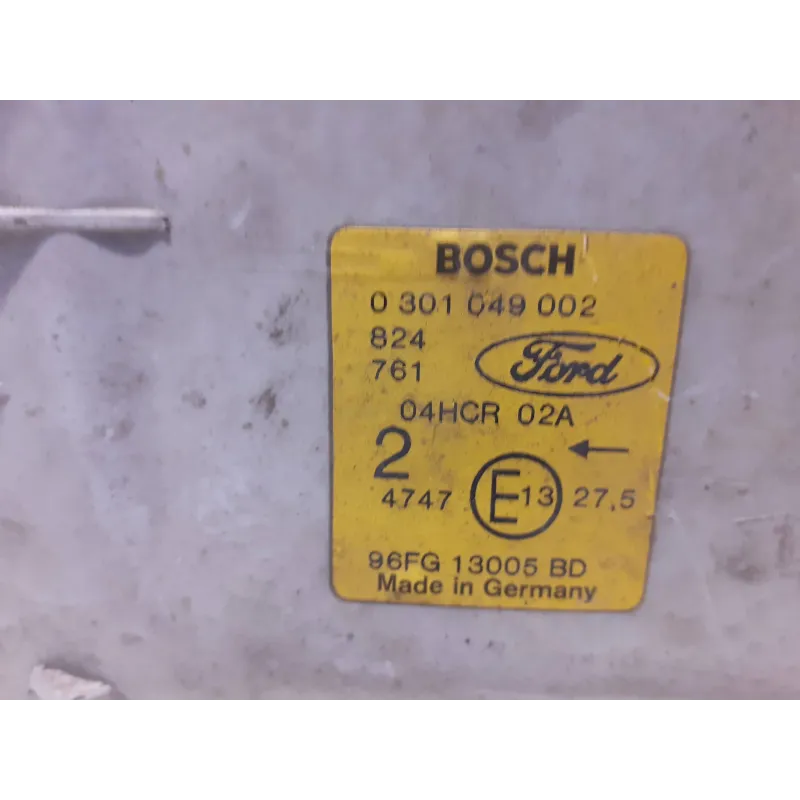 BOSCH
0 301 049 002
824
761
Ford
04HCR 02A
2
4747 E13 27,5
96FG 13005 BD
Made in Germany